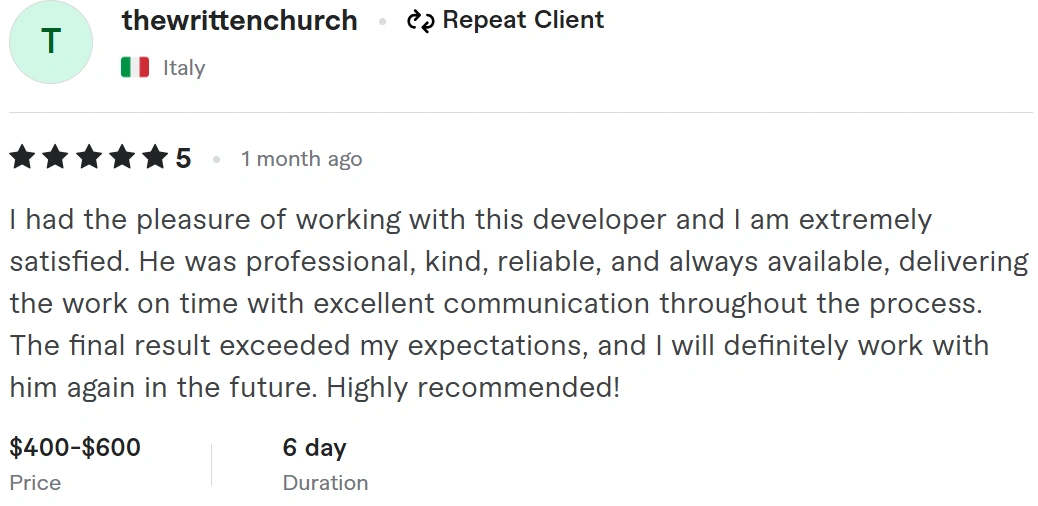 T
thewrittenchurch • Repeat Client
Italy
5 • 1 month ago
I had the pleasure of working with this developer and I am extremely
satisfied. He was professional, kind, reliable, and always available, delivering
the work on time with excellent communication throughout the process.
The final result exceeded my expectations, and I will definitely work with
him again in the future. Highly recommended!
$400-$600 6 day
Price Duration